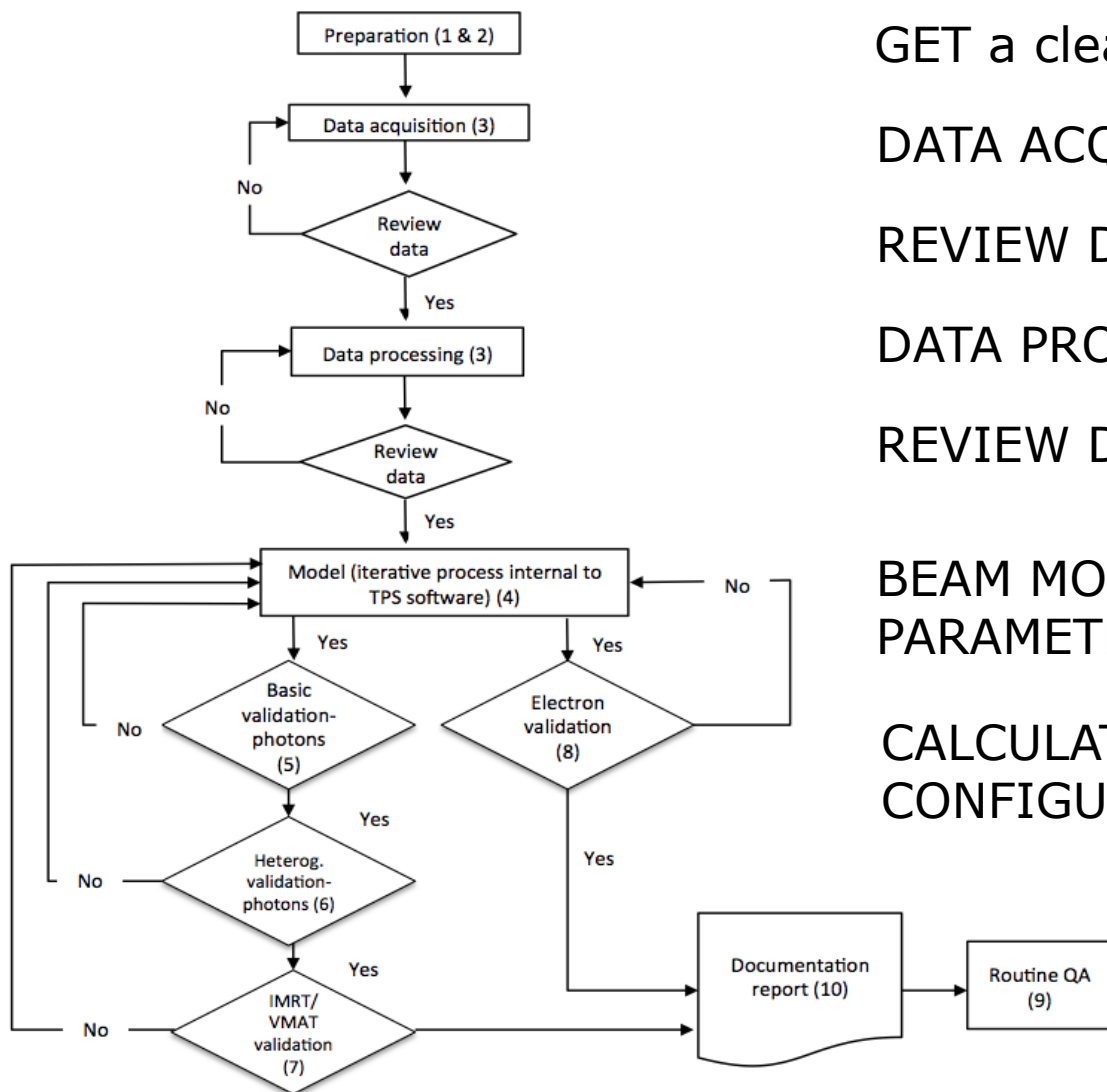 Preparation (1 & 2)
Data acquisition (3)
No
Review
data
Yes
Data processing (3)
No
Review
data
Yes
Model (iterative process internal to
TPS software) (4)
No
Yes
Yes
Basic
validation-
photons
(5)
No
Electron
validation
(8)
Yes
Heterog.
validation-
photons (6)
No
Yes
Yes
IMRT/
VMAT
validation
(7)
No
Documentation
report (10)
Routine QA
(9)
GET a clea
DATA ACQ
REVIEW D
DATA PRO
REVIEW D
BEAM MO
PARAMET
CALCULAT
CONFIGU